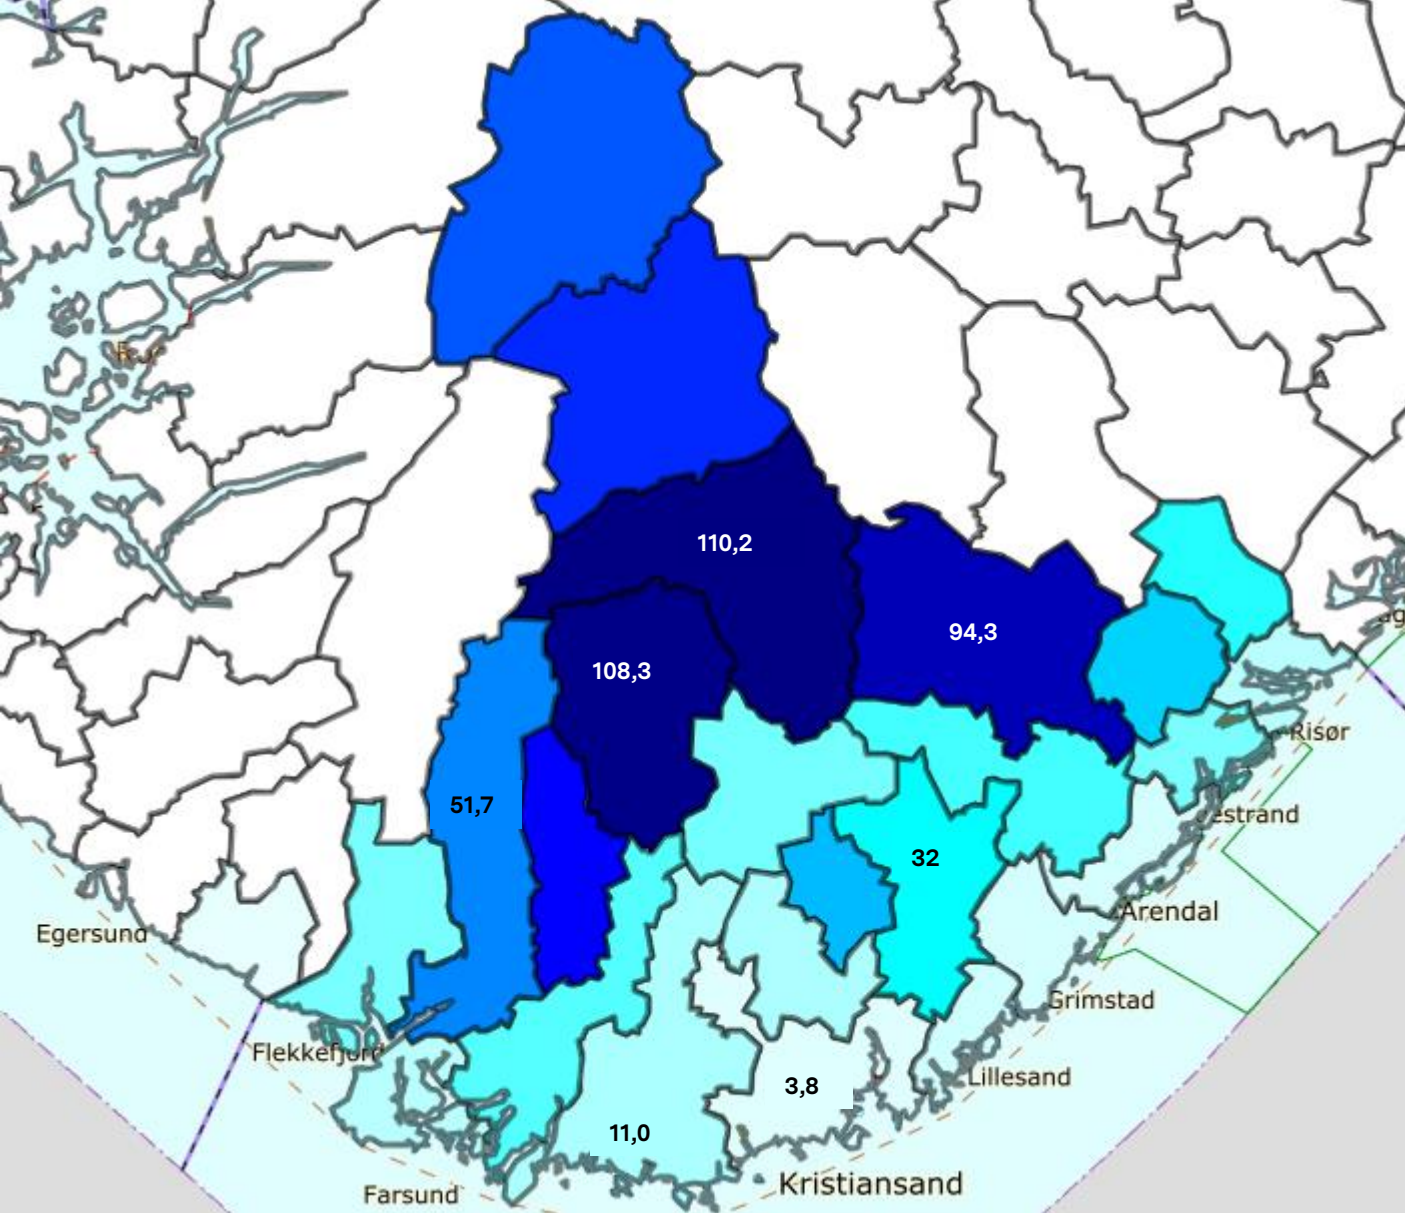 110,2
94,3
108,3
Risør
51,7
estrand
32
Arendal
Egersund
Grimstad
Flekkefjord
Lillesand
3,8
11,0
Kristiansand
Farsund